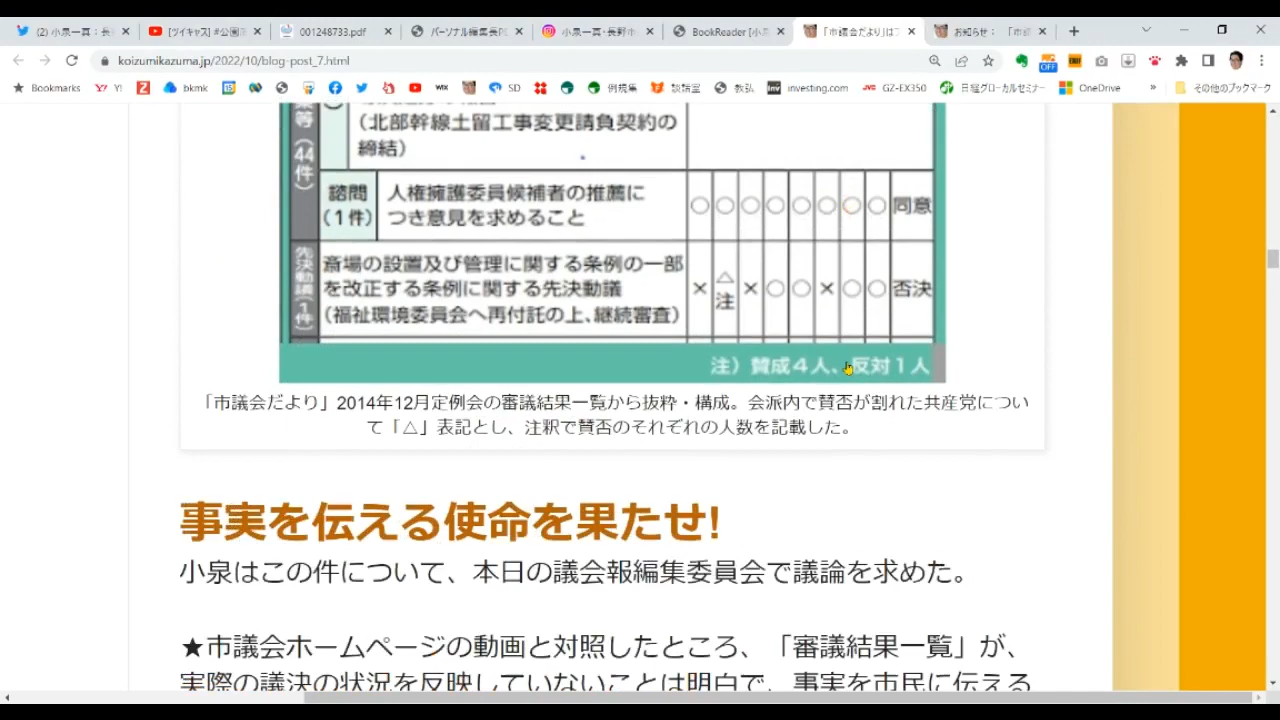 (2) 小泉一真：長
[ツイキャス] #公園
001248733.pdf
パーソナル編集長
小泉一真・長野市
BookReader [小
「市議会だより」は
お知らせ：「市
koizumikazuma.jp/2022/10/blog-post_7.html
OFF
Bookmarks Y! bkmk WIX SD 例規集 談話室 教弘 investing.com GZ-EX350 日経グローカルセミナー OneDrive » その他のブックマーク
等（44件）
（北部幹線土留工事変更請負契約の
締結）
諮問
（1件）
人権擁護委員候補者の推薦に
つき意見を求めること
○○○○○○○○同意
先決動議（1件）
斎場の設置及び管理に関する条例の一部
を改正する条例に関する先決動議
（福祉環境委員会へ再付託の上、継続審査）
×△注×○○×○○否決
注）賛成４人、反対１人
「市議会だより」2014年12月定例会の審議結果一覧から抜粋・構成。会派内で賛否が割れた共産党につい
て「△」表記とし、注釈で賛否のそれぞれの人数を記載した。
事実を伝える使命を果たせ!
小泉はこの件について、本日の議会報編集委員会で議論を求めた。
★市議会ホームページの動画と対照したところ、「審議結果一覧」が、
実際の議決の状況を反映していないことは明白で、事実を市民に伝える